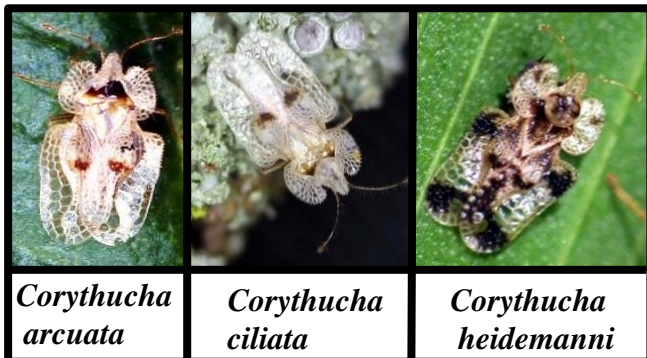 Corythucha
arcuata
Corythucha
ciliata
Corythucha
heidemanni